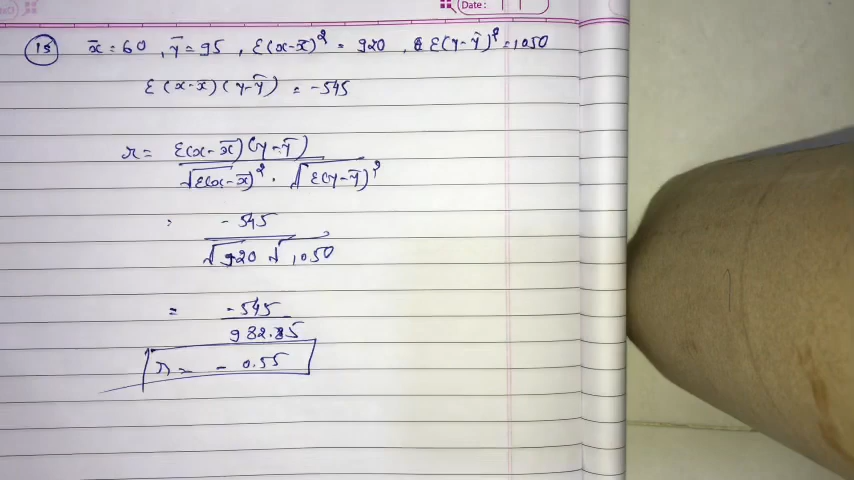 Date:
(15) x̄ = 60, ȳ = 95, Σ(x-x̄)² = 920, Σ(y-ȳ)² = 1050
Σ(x-x̄)(y-ȳ) = -545
r = Σ(x-x̄)(y-ȳ)
√Σ(x-x̄)² · √Σ(y-ȳ)²
= -545
√920 √1050
= -545
982.85
r = -0.55